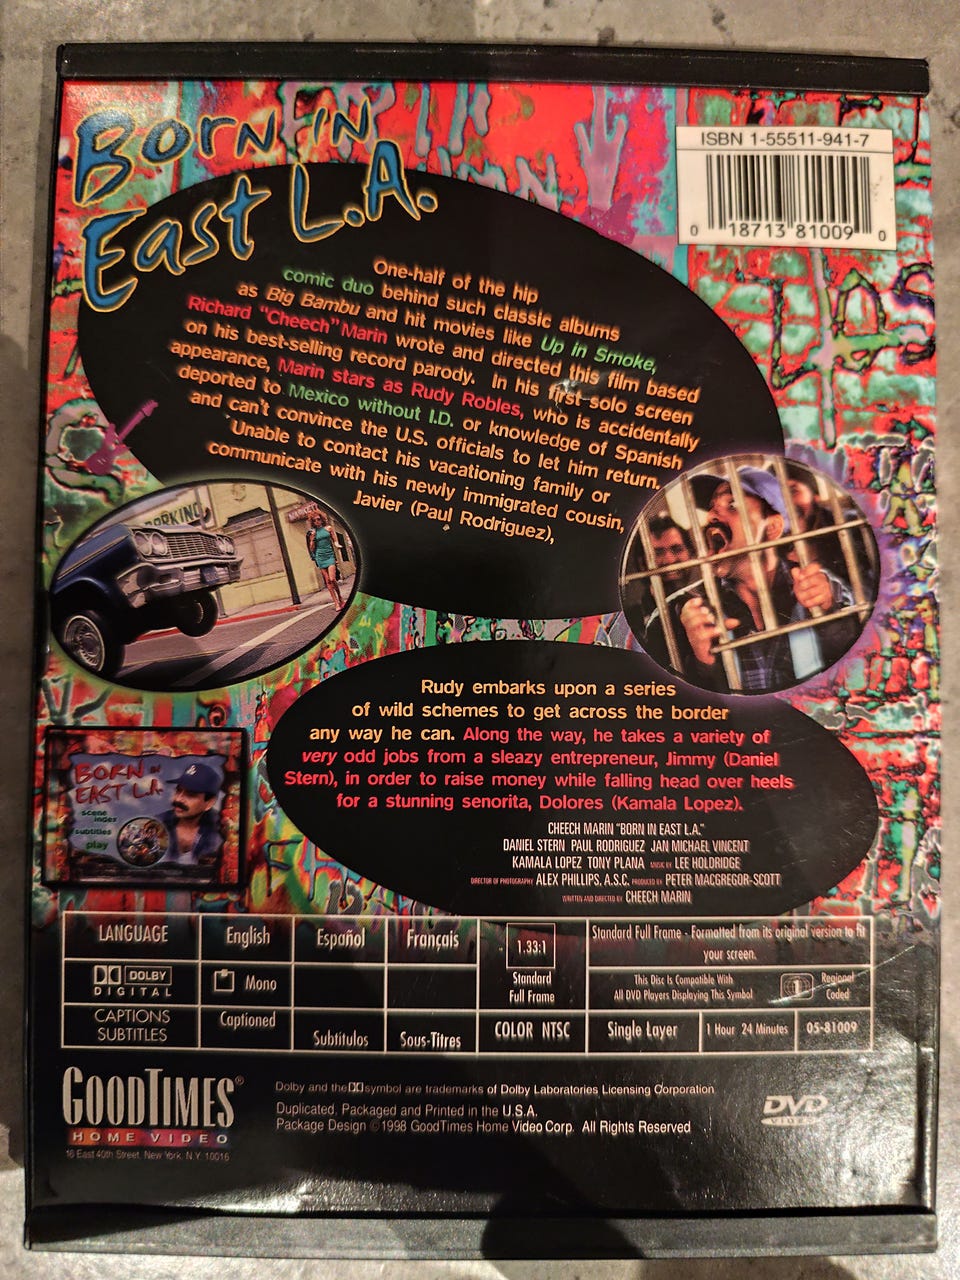 Born in
East L.A.
ISBN 1-55511-941-7
0 18713 81009 0
One-half of the hip
comic duo behind such classic albums
as Big Bambu and hit movies like Up In Smoke,
Richard "Cheech" Marin wrote and directed this film based
on his best-selling record parody. In his first solo screen
appearance, Marin stars as Rudy Robles, who is accidentally
deported to Mexico without I.D. or knowledge of Spanish
and can't convince the U.S. officials to let him return.
Unable to contact his vacationing family or
communicate with his newly immigrated cousin,
Javier (Paul Rodriguez),
PARKING
MARKET
Rudy embarks upon a series
of wild schemes to get across the border
any way he can. Along the way, he takes a variety of
very odd jobs from a sleazy entrepreneur, Jimmy (Daniel
Stern), in order to raise money while falling head over heels
for a stunning senorita, Dolores (Kamala Lopez).
BORN IN
EAST L.A.
scene
index
subtitles
play
CHEECH MARIN "BORN IN EAST L.A."
DANIEL STERN PAUL RODRIGUEZ JAN MICHAEL VINCENT
KAMALA LOPEZ TONY PLANA MUSIC BY LEE HOLDRIDGE
DIRECTOR OF PHOTOGRAPHY ALEX PHILLIPS, A.S.C. PRODUCED BY PETER MACGREGOR-SCOTT
WRITTEN AND DIRECTED BY CHEECH MARIN
LANGUAGE English Español Français
1.33:1
Standard
Full Frame
Standard Full Frame - Formatted from its original version to fit
your screen.
DOLBY
DIGITAL
Mono
This Disc Is Compatible With
All DVD Players Displaying This Symbol
1
Regional
Coded
CAPTIONS
SUBTITLES
Captioned Subtítulos Sous-Titres
COLOR NTSC Single Layer 1 Hour 24 Minutes 05-81009
GOODTIMES®
HOME VIDEO
16 East 40th Street, New York, N.Y. 10016
Dolby and the DD symbol are trademarks of Dolby Laboratories Licensing Corporation
Duplicated, Packaged and Printed in the U.S.A.
Package Design ©1998 GoodTimes Home Video Corp. All Rights Reserved
DVD
VIDEO